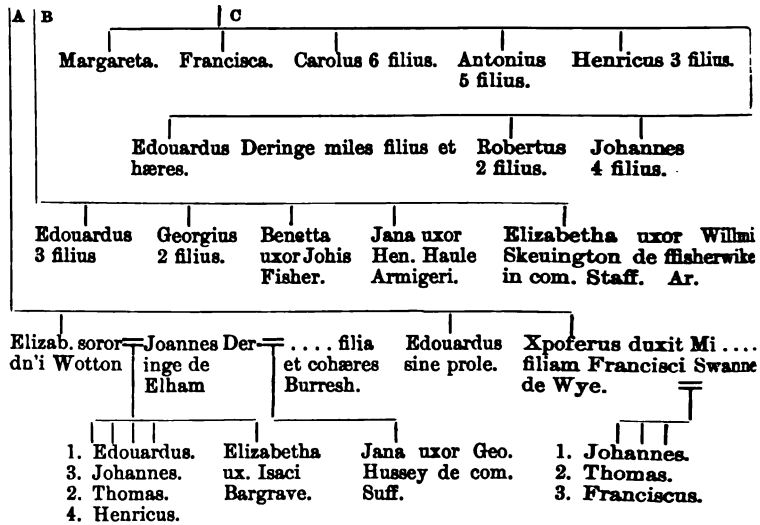 A B C
Margareta. Francisca. Carolus 6 filius. Antonius Henricus 3 filius.
5 filius.
Edouardus Deringe miles filius et Robertus Johannes
hæres. 2 filius. 4 filius.
Edouardus Georgius Benetta Jana uxor Elizabetha uxor Willmi
3 filius 2 filius. uxor Johis Hen. Haule Skeuington de ffisherwike
Fisher. Armigeri. in com. Staff. Ar.
Elizab. soror Joannes Der- .... filia Edouardus Xpoferus duxit Mi ....
dn'i Wotton inge de et cohæres sine prole. filiam Francisci Swanne
Elham Burresh. de Wye.
1. Edouardus. Elizabetha Jana uxor Geo. 1. Johannes.
3. Johannes. ux. Isaci Hussey de com. 2. Thomas.
2. Thomas. Bargrave. Suff. 3. Franciscus.
4. Henricus.